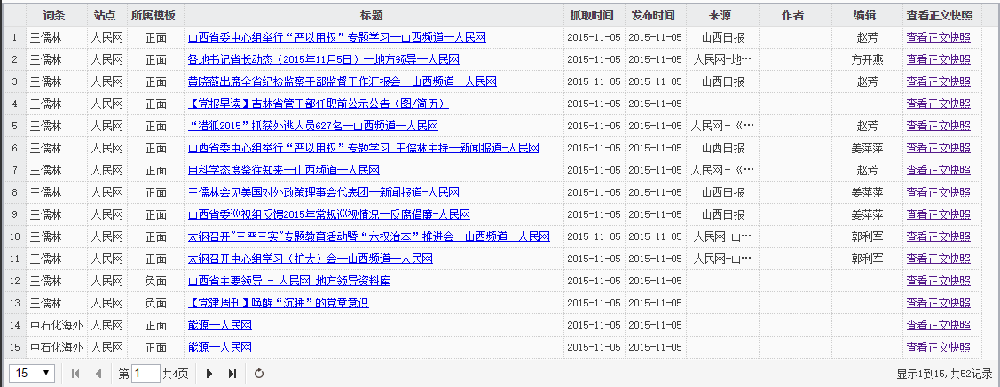 词条 站点 所属模板 标题 抓取时间 发布时间 来源 作者 编辑 查看正文快照
1 王儒林 人民网 正面 山西省委中心组举行“严以用权”专题学习—山西频道—人民网 2015-11-05 2015-11-05 山西日报 赵芳 查看正文快照
2 王儒林 人民网 正面 各地书记省长动态（2015年11月5日）—地方领导—人民网 2015-11-05 2015-11-05 人民网-地… 方开燕 查看正文快照
3 王儒林 人民网 正面 黄晓薇出席全省纪检监察干部监督工作汇报会—山西频道—人民网 2015-11-05 2015-11-05 山西日报 赵芳 查看正文快照
4 王儒林 人民网 正面 【党报早读】吉林省管干部任职前公示公告（图/简历） 2015-11-05 2015-11-05 查看正文快照
5 王儒林 人民网 正面 “猎狐2015”抓获外逃人员627名—山西频道—人民网 2015-11-05 2015-11-05 人民网-《… 赵芳 查看正文快照
6 王儒林 人民网 正面 山西省委中心组举行“严以用权”专题学习 王儒林主持—新闻报道-人民网 2015-11-05 2015-11-05 山西日报 姜萍萍 查看正文快照
7 王儒林 人民网 正面 用科学态度鉴往知来—山西频道—人民网 2015-11-05 2015-11-05 人民网-《… 赵芳 查看正文快照
8 王儒林 人民网 正面 王儒林会见美国对外政策理事会代表团—新闻报道-人民网 2015-11-05 2015-11-05 山西日报 姜萍萍 查看正文快照
9 王儒林 人民网 正面 山西省委巡视组反馈2015年常规巡视情况—反腐倡廉-人民网 2015-11-05 2015-11-05 山西日报 姜萍萍 查看正文快照
10 王儒林 人民网 正面 太钢召开"三严三实"专题教育活动暨“六权治本”推进会—山西频道—人民网 2015-11-05 2015-11-05 人民网-山… 郭利军 查看正文快照
11 王儒林 人民网 正面 太钢召开中心组学习（扩大）会—山西频道—人民网 2015-11-05 2015-11-05 人民网-山… 郭利军 查看正文快照
12 王儒林 人民网 负面 山西省主要领导 - 人民网 地方领导资料库 2015-11-05 2015-11-05 查看正文快照
13 王儒林 人民网 负面 【党建周刊】唤醒“沉睡”的党章意识 2015-11-05 2015-11-05 查看正文快照
14 中石化海外 人民网 正面 能源—人民网 2015-11-05 2015-11-05 查看正文快照
15 中石化海外 人民网 正面 能源—人民网 2015-11-05 2015-11-05 查看正文快照
15 第 1 共4页 显示1到15,共52记录